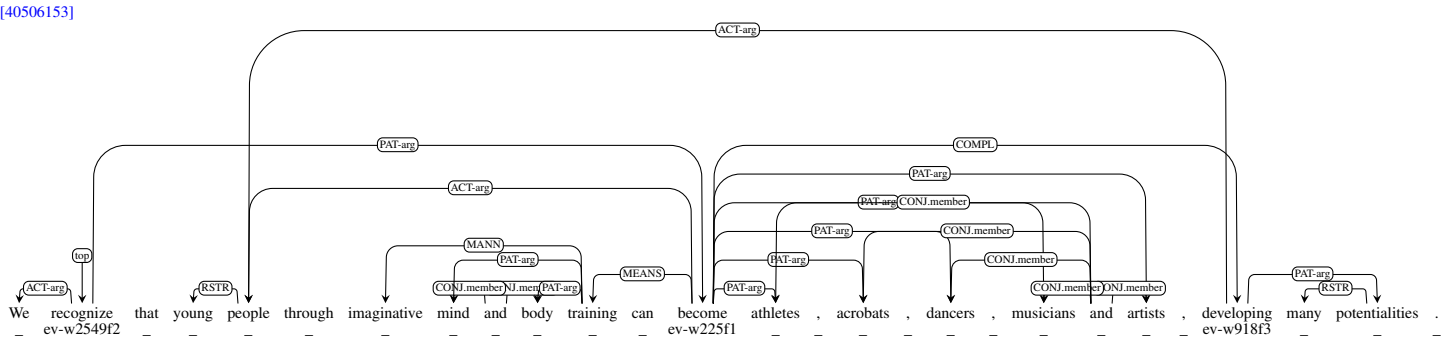 [40506153]
ACT-arg
PAT-arg COMPL
PAT-arg
ACT-arg
PAT-arg CONJ.member
PAT-arg CONJ.member
MANN
top PAT-arg PAT-arg CONJ.member
MEANS PAT-arg
ACT-arg RSTR CONJ.member PAT-arg PAT-arg CONJ.member RSTR
We recognize that young people through imaginative mind and body training can become athletes , acrobats , dancers , musicians and artists , developing many potentialities .
_ ev-w2549f2 _ _ _ _ _ _ _ _ _ _ ev-w225f1 _ _ _ _ _ _ _ _ _ _ ev-w918f3 _ _ _